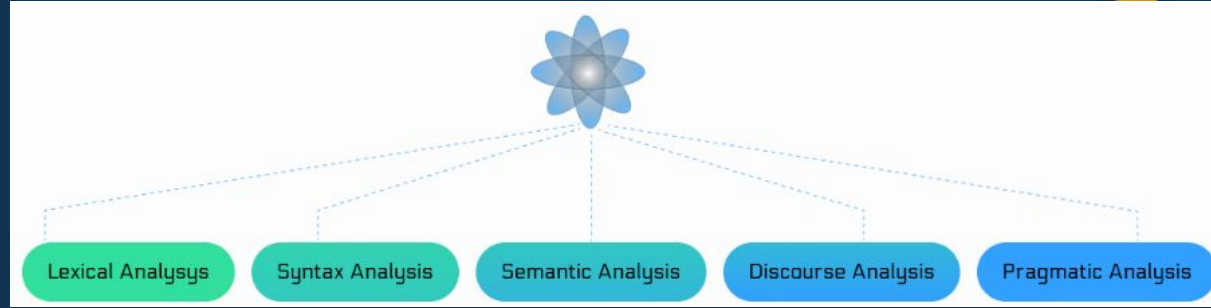 Lexical Analysys
Syntax Analysis
Semantic Analysis
Discourse Analysis
Pragmatic Analysis